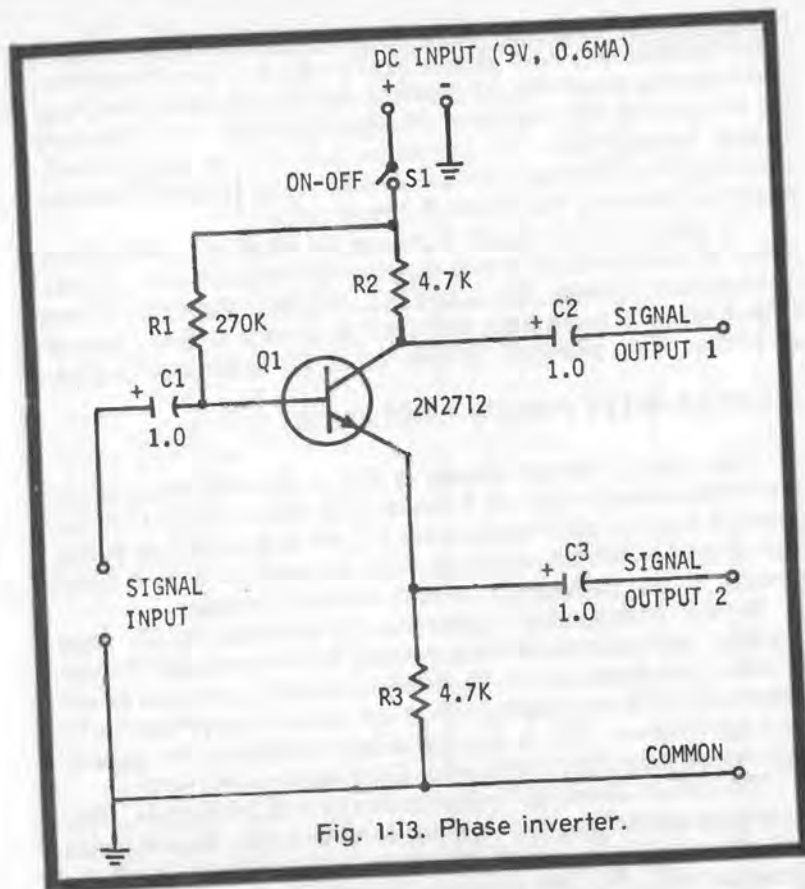 DC INPUT (9V, 0.6MA)
+ -
ON-OFF S1
R2 4.7K
R1 270K
+ C2 SIGNAL
1.0 OUTPUT 1
Q1
+ C1
1.0
2N2712
+ C3 SIGNAL
1.0 OUTPUT 2
SIGNAL
INPUT
R3 4.7K
COMMON
Fig. 1-13. Phase inverter.